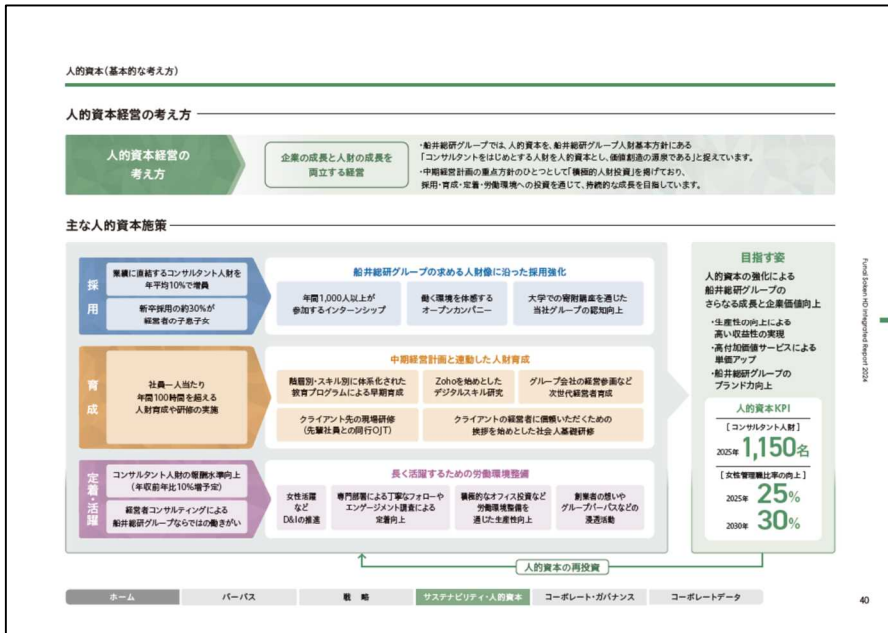 人的資本(基本的な考え方)
人的資本経営の考え方
人的資本経営の
考え方
企業の成長と人財の成長を
両立する経営
・船井総研グループでは、人的資本を、船井総研グループ人財基本方針にある
「コンサルタントをはじめとする人財を人的資本とし、価値創造の源泉である」と捉えています。
・中期経営計画の重点方針のひとつとして「積極的人財投資」を掲げており、
採用・育成・定着・労働環境への投資を通じて、持続的な成長を目指しています。
主な人的資本施策
採用
業績に直結するコンサルタント人財を
年平均10%で増員
新卒採用の約30%が
経営者の子息子女
船井総研グループの求める人財像に沿った採用強化
年間1,000人以上が
参加するインターンシップ
働く環境を体感する
オープンカンパニー
大学での寄附講座を通じた
当社グループの認知向上
育成
社員一人当たり
年間100時間を超える
人財育成や研修の実施
中期経営計画と連動した人財育成
階層別・スキル別に体系化された
教育プログラムによる早期育成
Zohoを始めとした
デジタルスキル研究
グループ会社の経営参画など
次世代経営者育成
クライアント先の現場研修
(先輩社員との同行OJT)
クライアントの経営者に信頼いただくための
挨拶を始めとした社会人基礎研修
定着・活躍
コンサルタント人財の報酬水準向上
(年収前年比10%増予定)
経営者コンサルティングによる
船井総研グループならではの働きがい
長く活躍するための労働環境整備
女性活躍
など
D&Iの推進
専門部署による丁寧なフォローや
エンゲージメント調査による
定着向上
積極的なオフィス投資など
労働環境整備を
通じた生産性向上
創業者の想いや
グループパーパスなどの
浸透活動
目指す姿
人的資本の強化による
船井総研グループの
さらなる成長と企業価値向上
・生産性の向上による
高い収益性の実現
・高付加価値サービスによる
単価アップ
・船井総研グループの
ブランド力向上
人的資本KPI
[コンサルタント人財]
2025年 1,150名
[女性管理職比率の向上]
2025年 25%
2030年 30%
人的資本の再投資
Funai Soken HD Integrated Report 2024
ホーム
パーパス
戦 略
サステナビリティ・人的資本
コーポレート・ガバナンス
コーポレートデータ
40